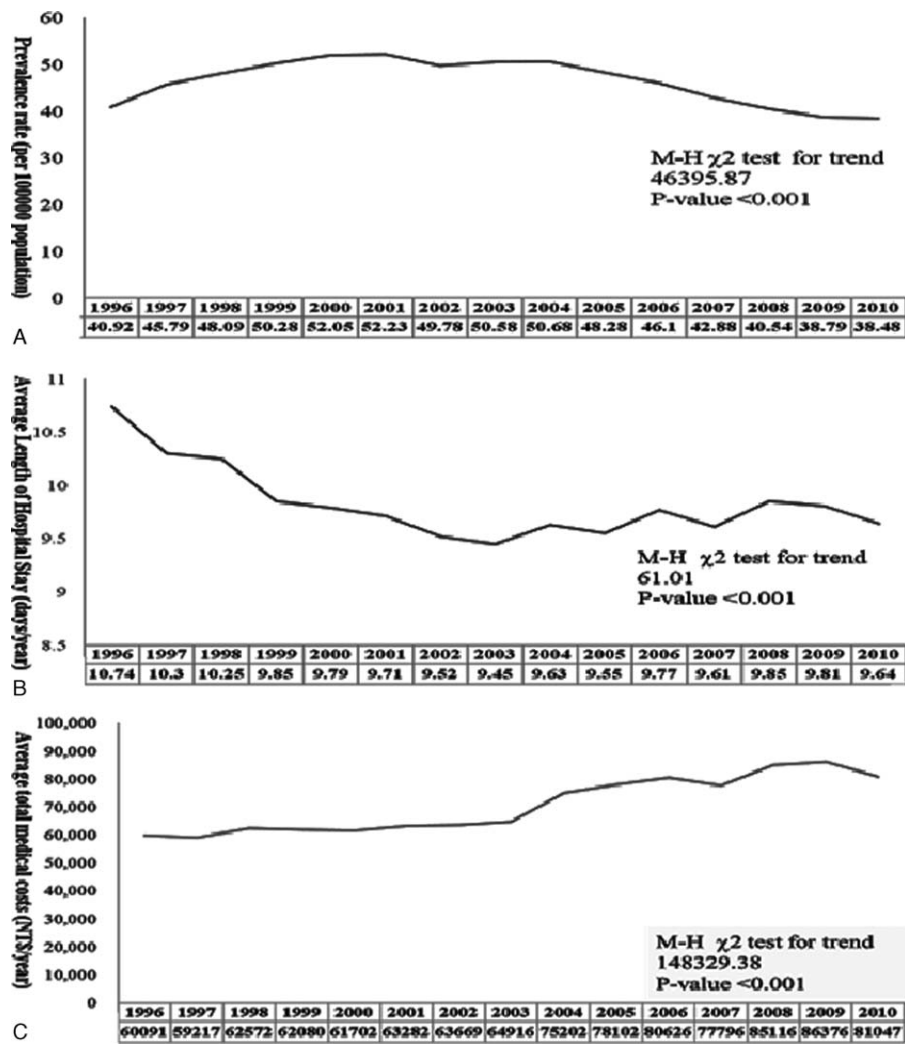 Prevalence rate (per 100000 population)
60
50
40
30
20
10
0
M-H χ2 test for trend
46395.87
P-value <0.001
1996 1997 1998 1999 2000 2001 2002 2003 2004 2005 2006 2007 2008 2009 2010
40.92 45.79 48.09 50.28 52.05 52.23 49.78 50.58 50.68 48.28 46.1 42.88 40.54 38.79 38.48
A
Average Length of Hospital Stay (days/year)
11
10.5
10
9.5
9
8.5
M-H χ2 test for trend
61.01
P-value <0.001
1996 1997 1998 1999 2000 2001 2002 2003 2004 2005 2006 2007 2008 2009 2010
10.74 10.3 10.25 9.85 9.79 9.71 9.52 9.45 9.63 9.55 9.77 9.61 9.85 9.81 9.64
B
Average total medical costs (NT$/year)
100,000
90,000
80,000
70,000
60,000
50,000
40,000
30,000
20,000
10,000
0
M-H χ2 test for trend
148329.38
P-value <0.001
1996 1997 1998 1999 2000 2001 2002 2003 2004 2005 2006 2007 2008 2009 2010
60091 59217 62572 62080 61702 63282 63669 64916 75202 78102 80626 77796 85116 86376 81047
C